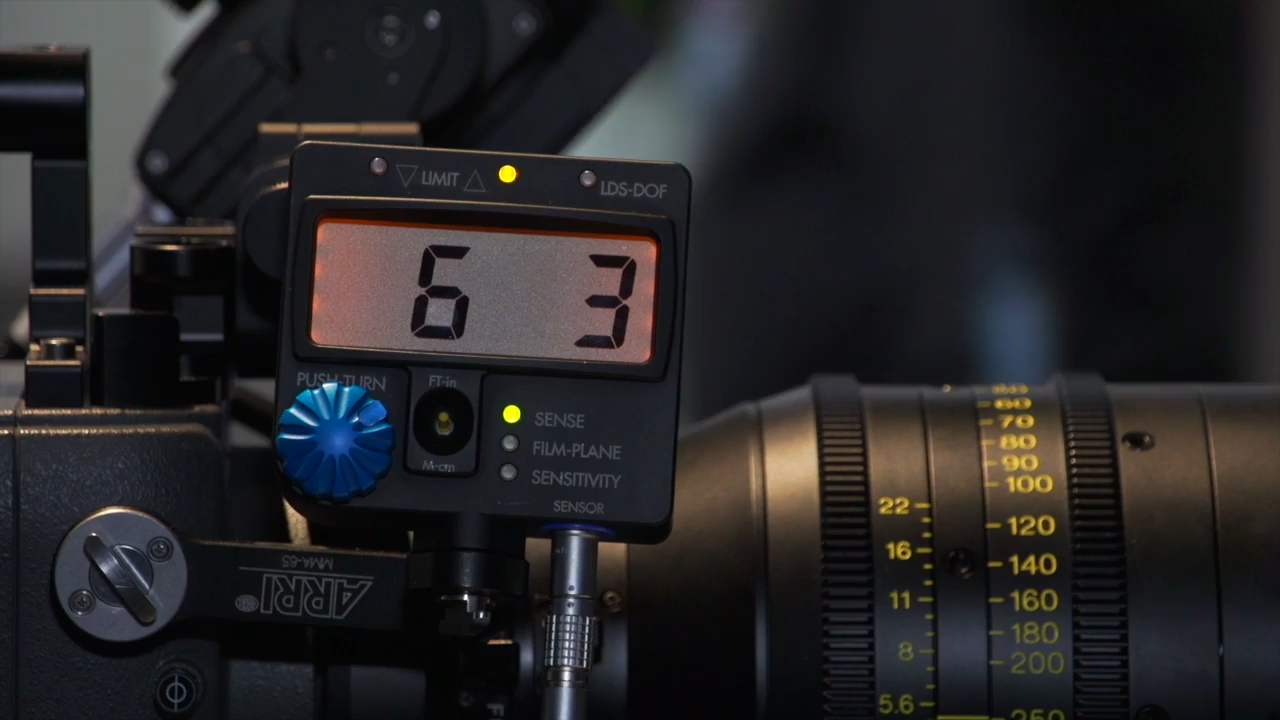 ▽ LIMIT △
LDS-DOF
6 3
PUSH-TURN
FT-in
M-cm
SENSE
FILM-PLANE
SENSITIVITY
SENSOR
ARRI
MMA-6S
22
16
11
8
5.6
60
70
80
90
100
120
140
160
180
200
250